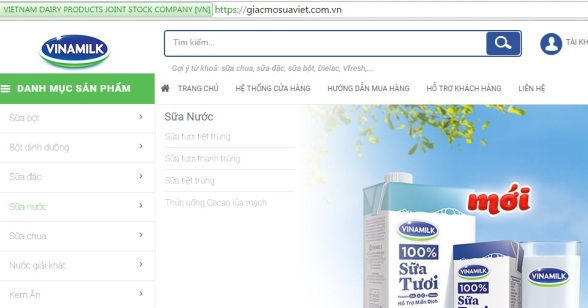 VIETNAM DAIRY PRODUCTS JOINT STOCK COMPANY [VN] https://giacmosuaviet.com.vn
VINAMILK
Tìm kiếm...
TÀI KH
Gợi ý từ khoá: sữa chua, sữa đặc, sữa bột, Dielac, Vfresh,....
DANH MỤC SẢN PHẨM
TRANG CHỦ HỆ THỐNG CỬA HÀNG HƯỚNG DẪN MUA HÀNG HỖ TRỢ KHÁCH HÀNG LIÊN HỆ
Sữa bột
Bột dinh dưỡng
Sữa đặc
Sữa nước
Sữa chua
Nước giải khát
Kem Ăn
Sữa Nước
Sữa tươi tiệt trùng
Sữa tươi thanh trùng
Sữa tiệt trùng
Thức uống Cacao lúa mạch
mới
VINAMILK
100%
Sữa
Tươi
Hỗ Trợ Miễn Dịch
VINAMILK
100%
Sữa
Tươi
VINAMILK